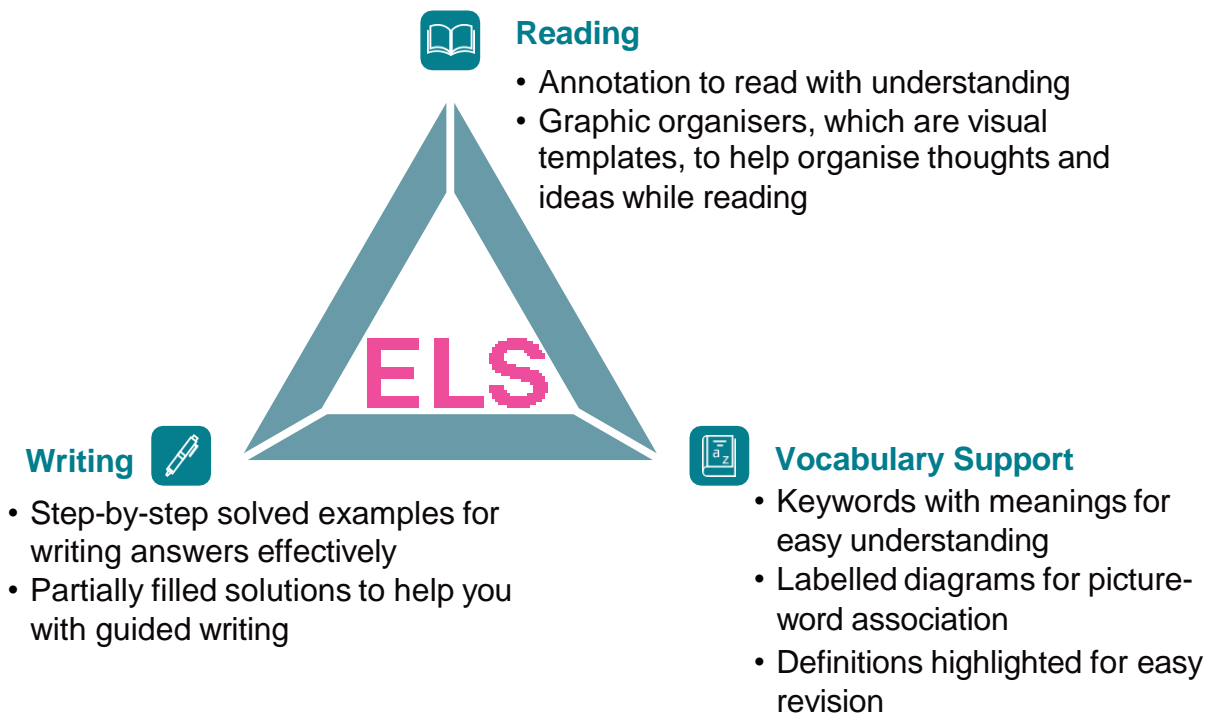 Reading
• Annotation to read with understanding
• Graphic organisers, which are visual
templates, to help organise thoughts and
ideas while reading
ELS
Writing
• Step-by-step solved examples for
writing answers effectively
• Partially filled solutions to help you
with guided writing
a
z
Vocabulary Support
• Keywords with meanings for
easy understanding
• Labelled diagrams for picture-
word association
• Definitions highlighted for easy
revision